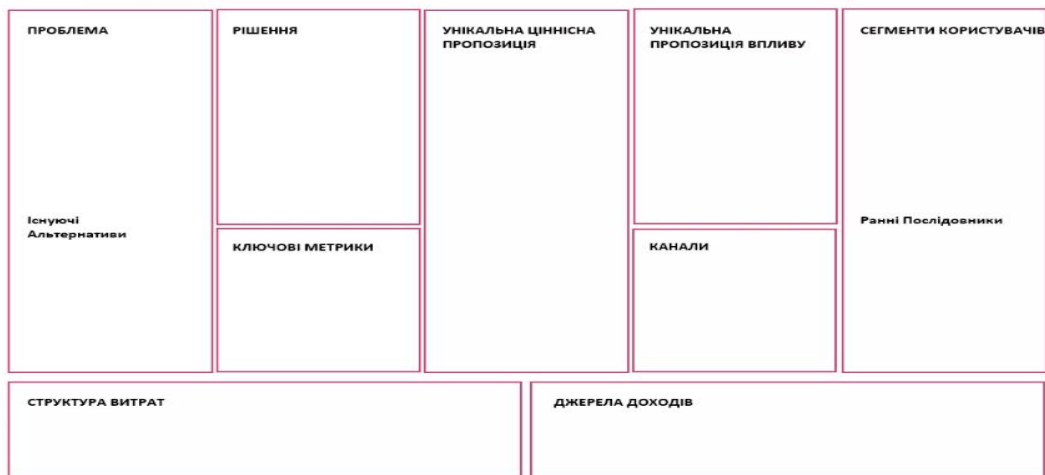 ПРОБЛЕМА
Існуючі
Альтернативи
РІШЕННЯ
КЛЮЧОВІ МЕТРИКИ
УНІКАЛЬНА ЦІННІСНА
ПРОПОЗИЦІЯ
УНІКАЛЬНА
ПРОПОЗИЦІЯ ВПЛИВУ
КАНАЛИ
СЕГМЕНТИ КОРИСТУВАЧІВ
Ранні Послідовники
СТРУКТУРА ВИТРАТ
ДЖЕРЕЛА ДОХОДІВ